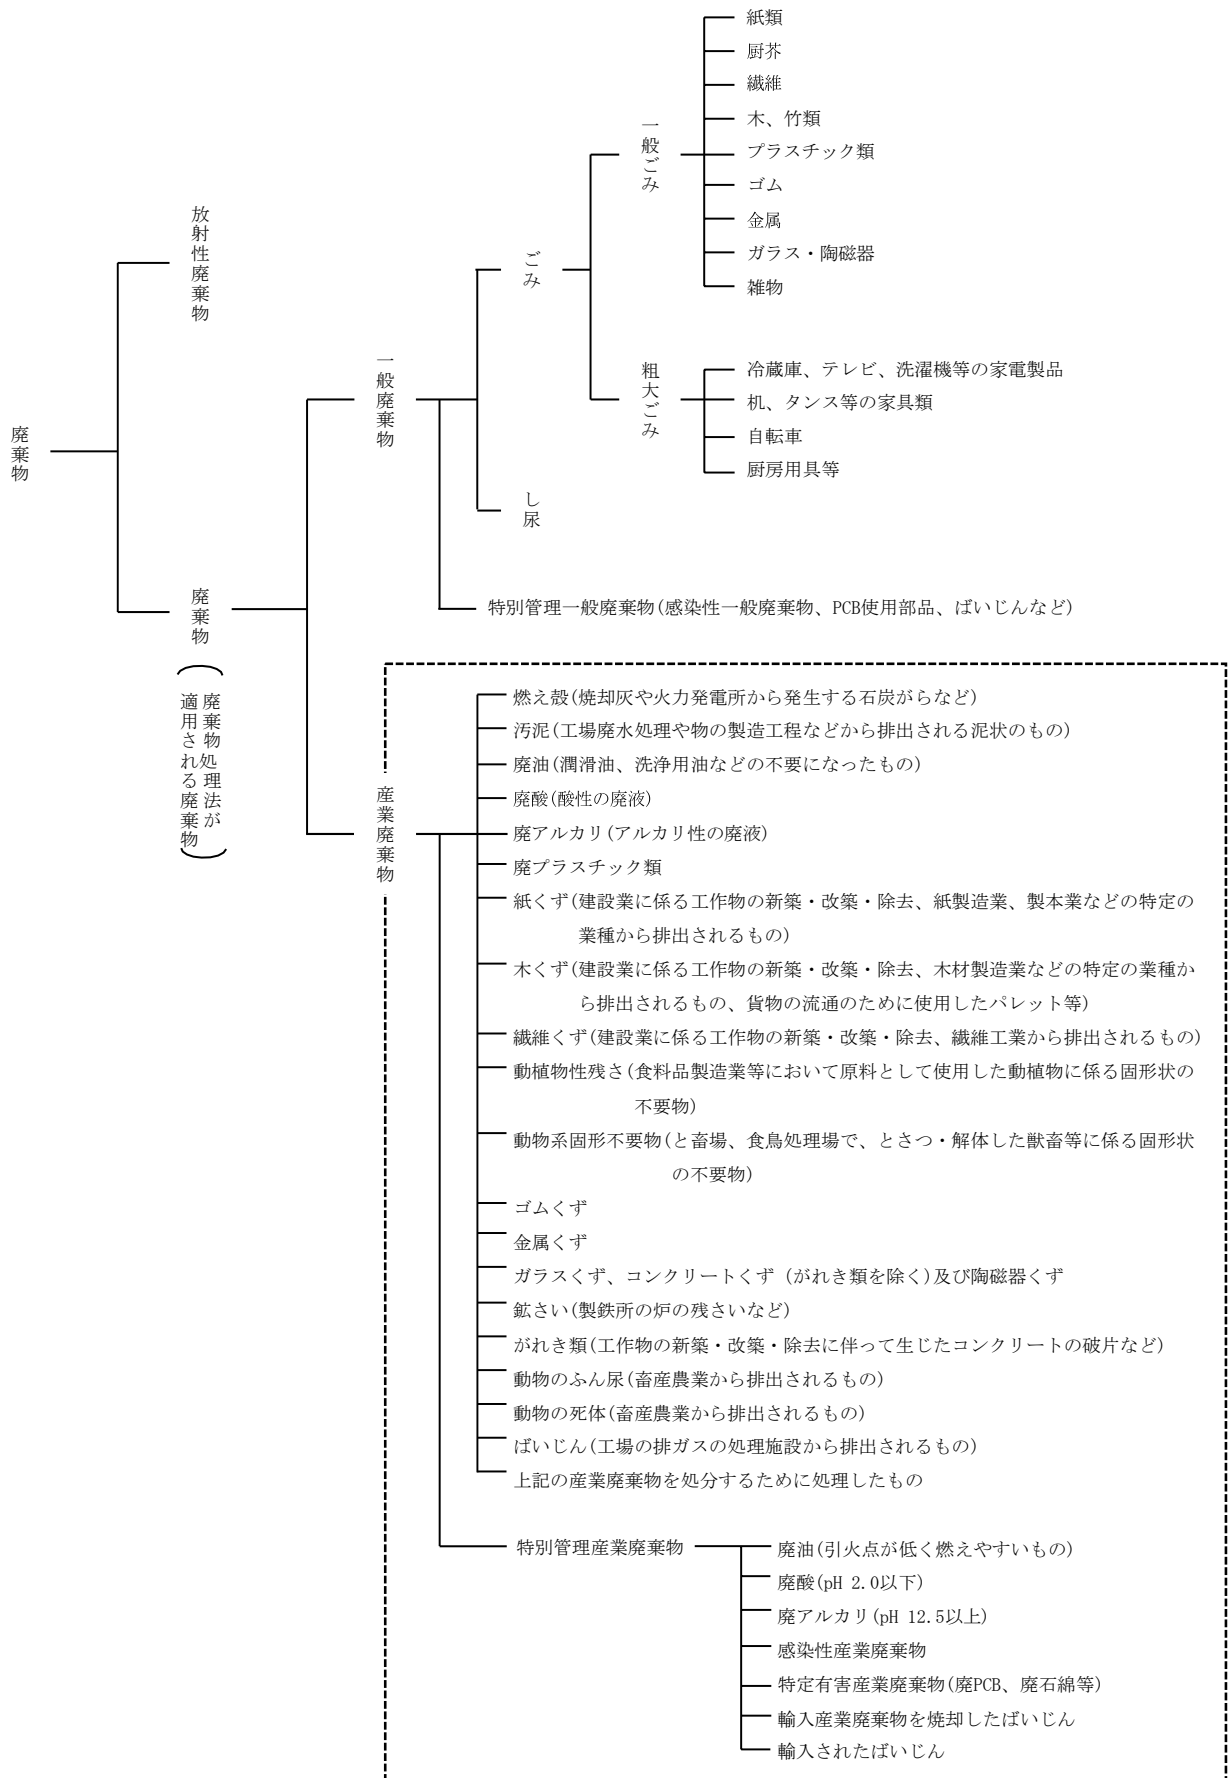 廃棄物
放射性廃棄物
廃棄物
(廃棄物処理法が
適用される廃棄物)
一般廃棄物
ごみ
一般ごみ
紙類
厨芥
繊維
木、竹類
プラスチック類
ゴム
金属
ガラス・陶磁器
雑物
粗大ごみ
冷蔵庫、テレビ、洗濯機等の家電製品
机、タンス等の家具類
自転車
厨房用具等
し尿
特別管理一般廃棄物(感染性一般廃棄物、PCB使用部品、ばいじんなど)
産業廃棄物
燃え殻(焼却灰や火力発電所から発生する石炭がらなど)
汚泥(工場廃水処理や物の製造工程などから排出される泥状のもの)
廃油(潤滑油、洗浄用油などの不要になったもの)
廃酸(酸性の廃液)
廃アルカリ(アルカリ性の廃液)
廃プラスチック類
紙くず(建設業に係る工作物の新築・改築・除去、紙製造業、製本業などの特定の
業種から排出されるもの)
木くず(建設業に係る工作物の新築・改築・除去、木材製造業などの特定の業種か
ら排出されるもの、貨物の流通のために使用したパレット等)
繊維くず(建設業に係る工作物の新築・改築・除去、繊維工業から排出されるもの)
動植物性残さ(食料品製造業等において原料として使用した動植物に係る固形状の
不要物)
動物系固形不要物(と畜場、食鳥処理場で、とさつ・解体した獣畜等に係る固形状
の不要物)
ゴムくず
金属くず
ガラスくず、コンクリートくず (がれき類を除く)及び陶磁器くず
鉱さい(製鉄所の炉の残さいなど)
がれき類(工作物の新築・改築・除去に伴って生じたコンクリートの破片など)
動物のふん尿(畜産農業から排出されるもの)
動物の死体(畜産農業から排出されるもの)
ばいじん(工場の排ガスの処理施設から排出されるもの)
上記の産業廃棄物を処分するために処理したもの
特別管理産業廃棄物
廃油(引火点が低く燃えやすいもの)
廃酸(pH 2.0以下)
廃アルカリ(pH 12.5以上)
感染性産業廃棄物
特定有害産業廃棄物(廃PCB、廃石綿等)
輸入産業廃棄物を焼却したばいじん
輸入されたばいじん